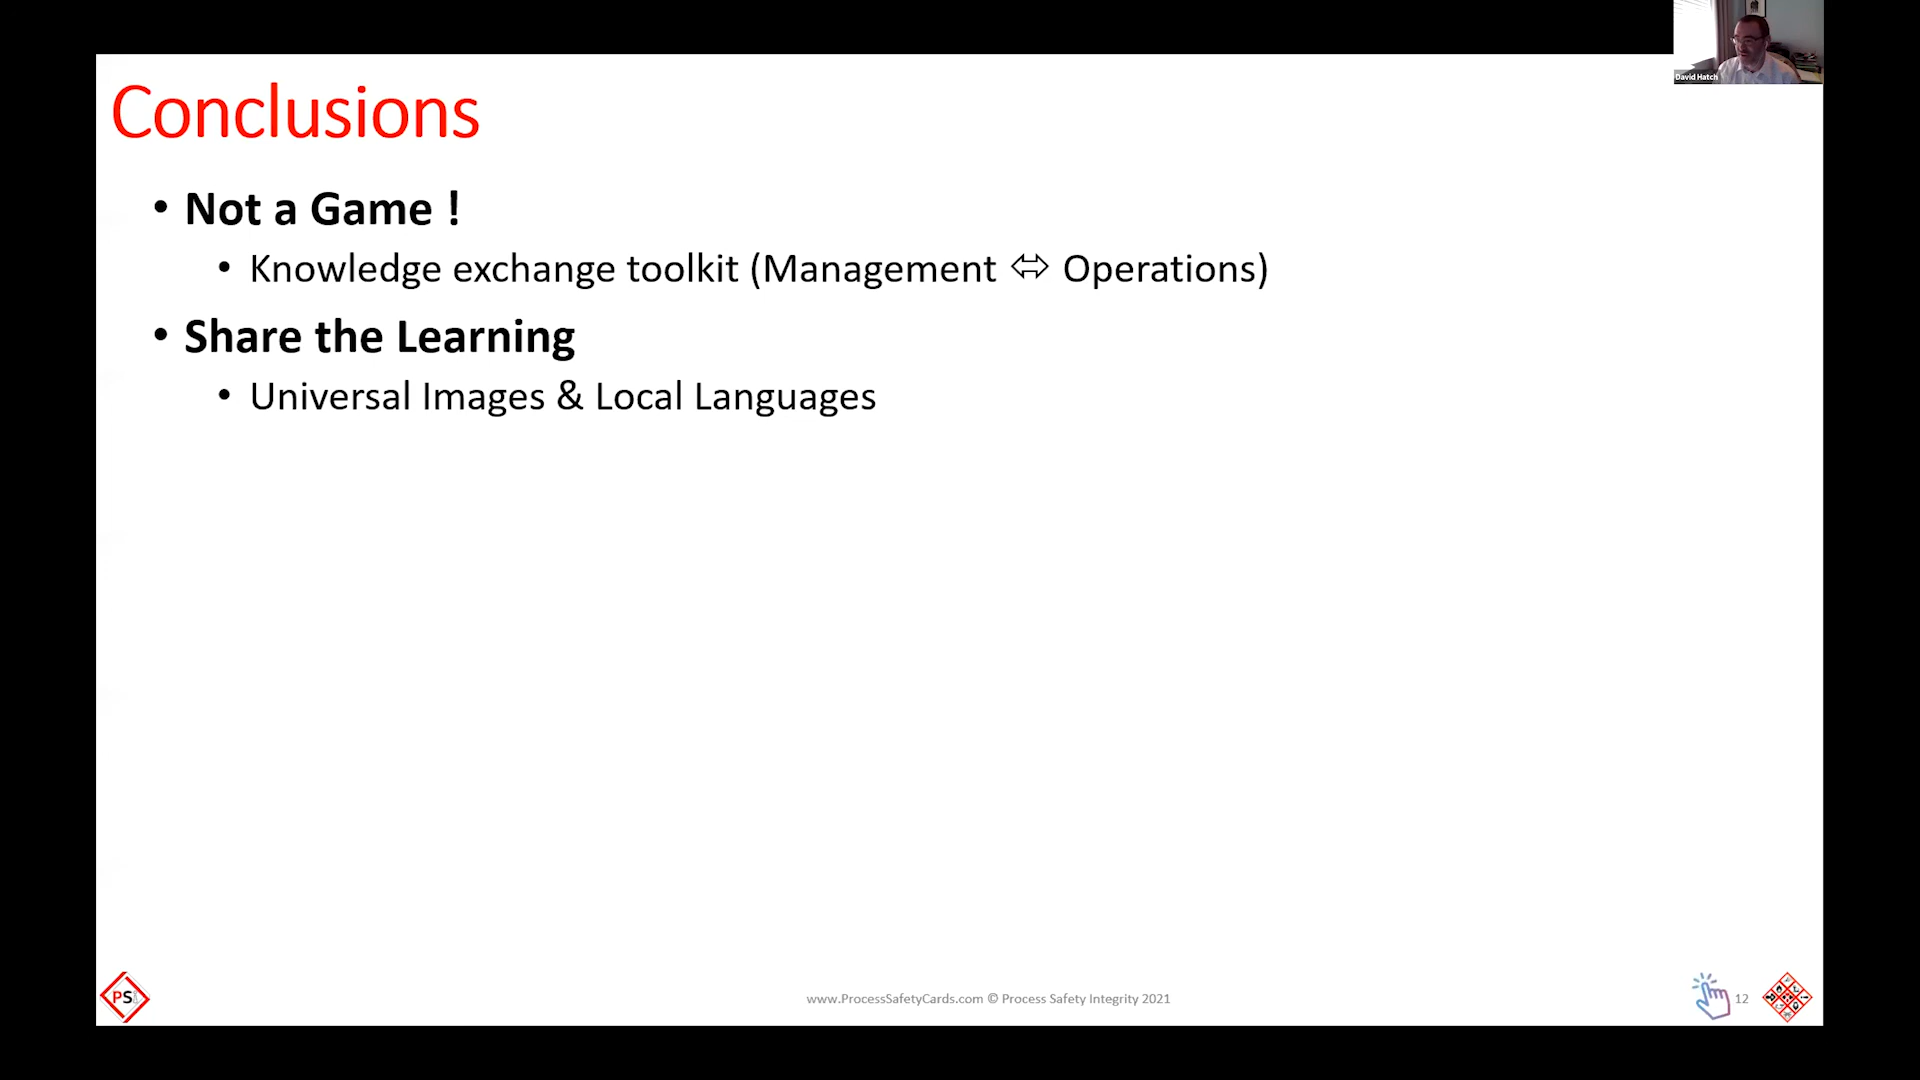 David Hatch
Conclusions
• Not a Game !
• Knowledge exchange toolkit (Management ⬄ Operations)
• Share the Learning
• Universal Images & Local Languages
PSi
www.ProcessSafetyCards.com © Process Safety Integrity 2021
12